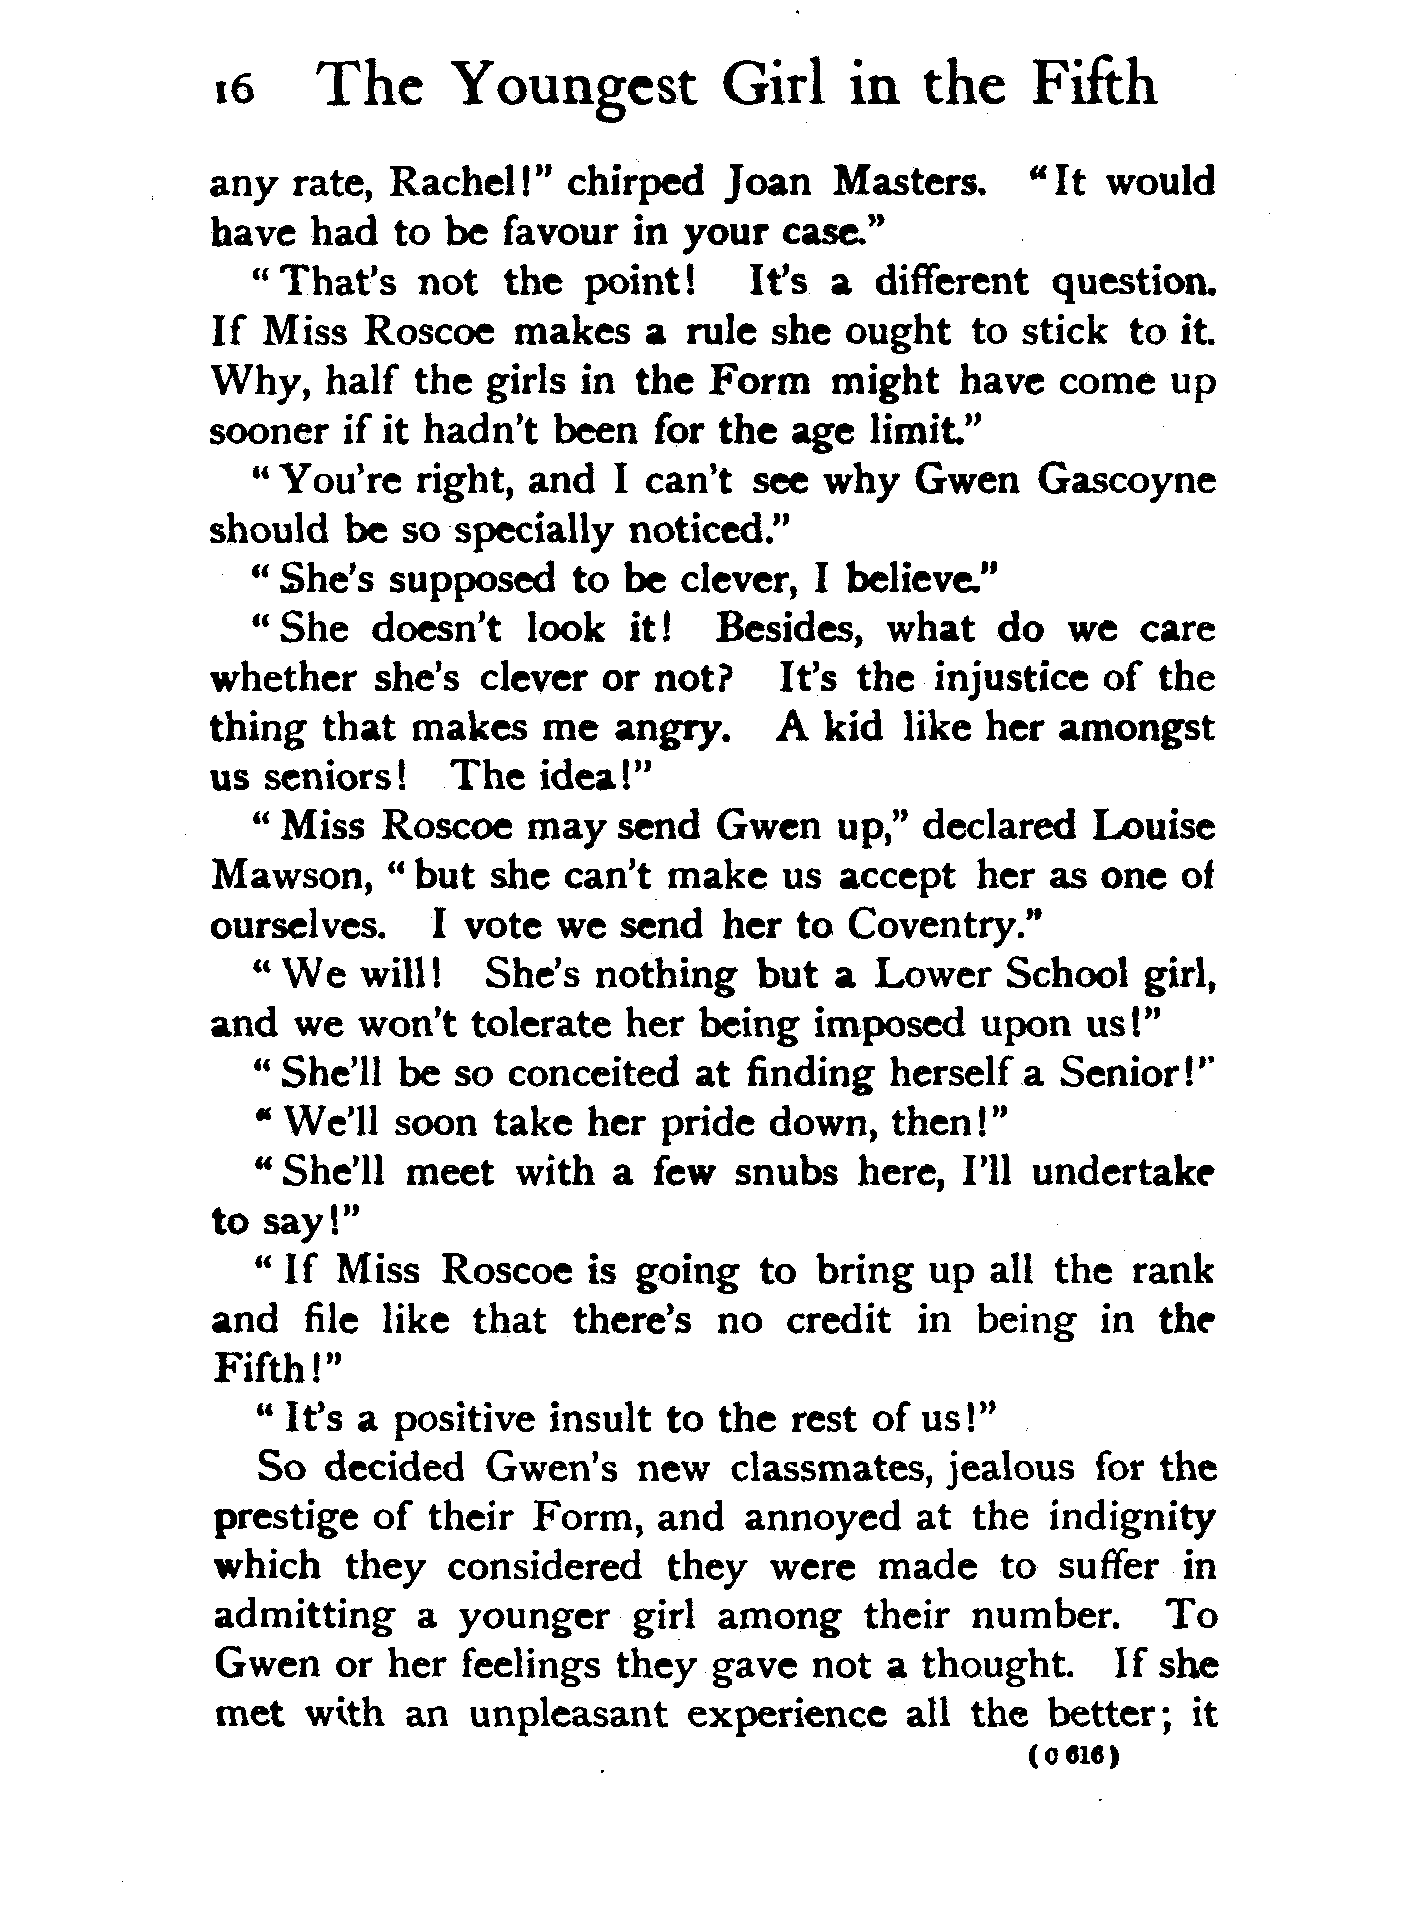 16 The Youngest Girl in the Fifth
any rate, Rachel!" chirped Joan Masters. "It would
have had to be favour in your case."
"That's not the point! It's a different question.
If Miss Roscoe makes a rule she ought to stick to it.
Why, half the girls in the Form might have come up
sooner if it hadn't been for the age limit."
"You're right, and I can't see why Gwen Gascoyne
should be so specially noticed."
"She's supposed to be clever, I believe."
"She doesn't look it! Besides, what do we care
whether she's clever or not? It's the injustice of the
thing that makes me angry. A kid like her amongst
us seniors! The idea!"
"Miss Roscoe may send Gwen up," declared Louise
Mawson, "but she can't make us accept her as one of
ourselves. I vote we send her to Coventry."
"We will! She's nothing but a Lower School girl,
and we won't tolerate her being imposed upon us!"
"She'll be so conceited at finding herself a Senior!"
"We'll soon take her pride down, then!"
"She'll meet with a few snubs here, I'll undertake
to say!"
"If Miss Roscoe is going to bring up all the rank
and file like that there's no credit in being in the
Fifth!"
"It's a positive insult to the rest of us!"
So decided Gwen's new classmates, jealous for the
prestige of their Form, and annoyed at the indignity
which they considered they were made to suffer in
admitting a younger girl among their number. To
Gwen or her feelings they gave not a thought. If she
met with an unpleasant experience all the better; it
(C 616)